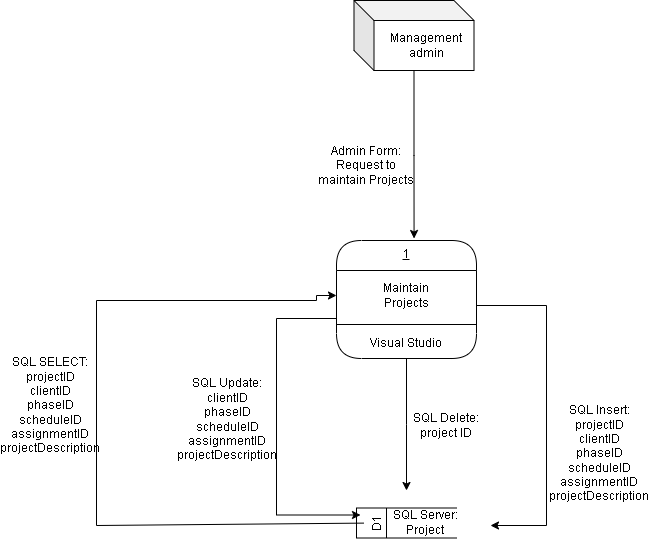 Management
admin
Admin Form:
Request to
maintain Projects
1
Maintain
Projects
Visual Studio
SQL SELECT:
projectID
clientID
phaseID
scheduleID
assignmentID
projectDescription
SQL Update:
clientID
phaseID
scheduleID
assignmentID
projectDescription
SQL Delete:
project ID
SQL Insert:
projectID
clientID
phaseID
scheduleID
assignmentID
projectDescription
D1
SQL Server:
Project